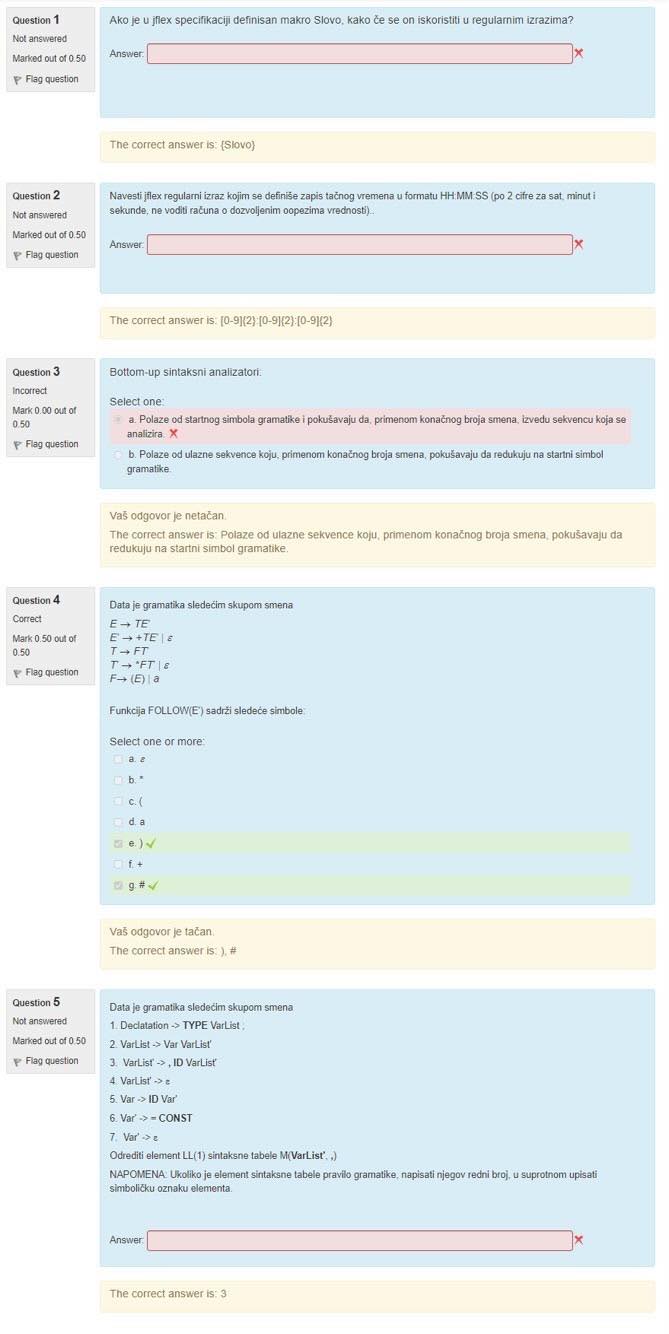 Question 1
Not answered
Marked out of 0.50
Flag question
Ako je u jflex specifikaciji definisan makro Slovo, kako če se on iskoristiti u regularnim izrazima?
Answer:
The correct answer is: {Slovo}
Question 2
Not answered
Marked out of 0.50
Flag question
Navesti jflex regularni izraz kojim se definiše zapis tačnog vremena u formatu HH:MM:SS (po 2 cifre za sat, minut i
sekunde, ne voditi računa o dozvoljenim oopezima vrednosti)..
Answer:
The correct answer is: [0-9]{2}:[0-9]{2}:[0-9]{2}
Question 3
Incorrect
Mark 0.00 out of
0.50
Flag question
Bottom-up sintaksni analizatori:
Select one:
a. Polaze od startnog simbola gramatike i pokušavaju da, primenom konačnog broja smena, izvedu sekvencu koja se
analizira.
b. Polaze od ulazne sekvence koju, primenom konačnog broja smena, pokušavaju da redukuju na startni simbol
gramatike.
Vaš odgovor je netačan.
The correct answer is: Polaze od ulazne sekvence koju, primenom konačnog broja smena, pokušavaju da
redukuju na startni simbol gramatike.
Question 4
Correct
Mark 0.50 out of
0.50
Flag question
Data je gramatika sledećim skupom smena
E → TE'
E' → +TE' | ε
T → FT'
T' → *FT' | ε
F→ (E) | a
Funkcija FOLLOW(E') sadrži sledeće simbole:
Select one or more:
a. ε
b. *
c. (
d. a
e. )
f. +
g. #
Vaš odgovor je tačan.
The correct answer is: ), #
Question 5
Not answered
Marked out of 0.50
Flag question
Data je gramatika sledećim skupom smena
1. Declatation -> TYPE VarList ;
2. VarList -> Var VarList'
3. VarList' -> , ID VarList'
4. VarList' -> ε
5. Var -> ID Var'
6. Var' -> = CONST
7. Var' -> ε
Odrediti element LL(1) sintaksne tabele M(VarList', ,)
NAPOMENA: Ukoliko je element sintaksne tabele pravilo gramatike, napisati njegov redni broj, u suprotnom upisati
simboličku oznaku elementa.
Answer:
The correct answer is: 3